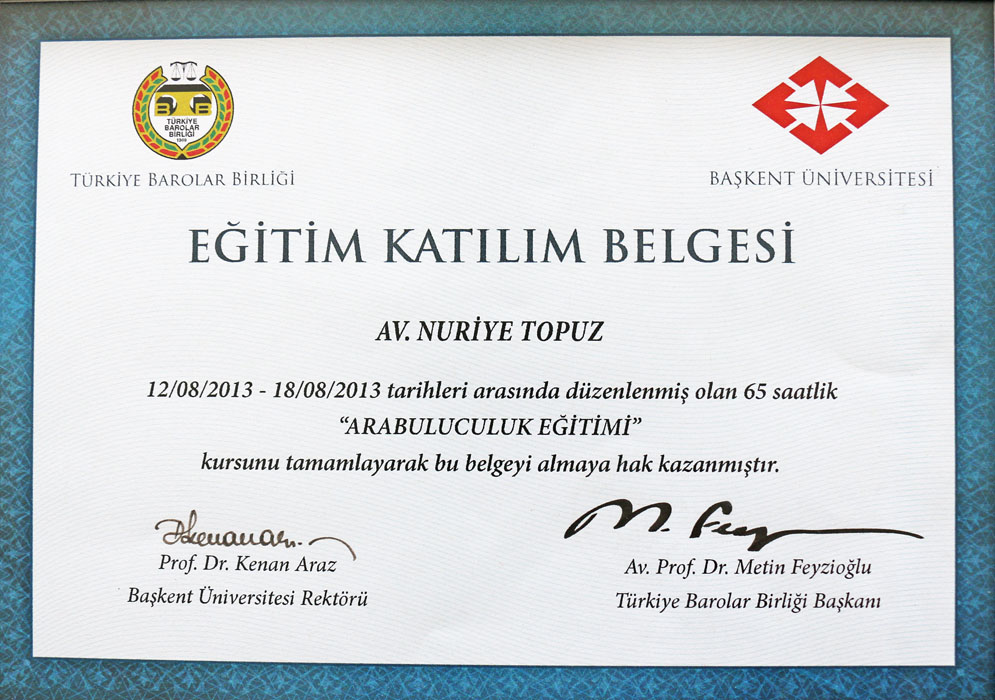 B B
TÜRKİYE
BAROLAR
BİRLİĞİ
1969
TÜRKİYE BAROLAR BİRLİĞİ
BAŞKENT ÜNİVERSİTESİ
EĞİTİM KATILIM BELGESİ
AV. NURİYE TOPUZ
12/08/2013 - 18/08/2013 tarihleri arasında düzenlenmiş olan 65 saatlik
“ARABULUCULUK EĞİTİMİ”
kursunu tamamlayarak bu belgeyi almaya hak kazanmıştır.
M. Fey
Prof. Dr. Kenan Araz
Av. Prof. Dr. Metin Feyzioğlu
Başkent Üniversitesi Rektörü
Türkiye Barolar Birliği Başkanı